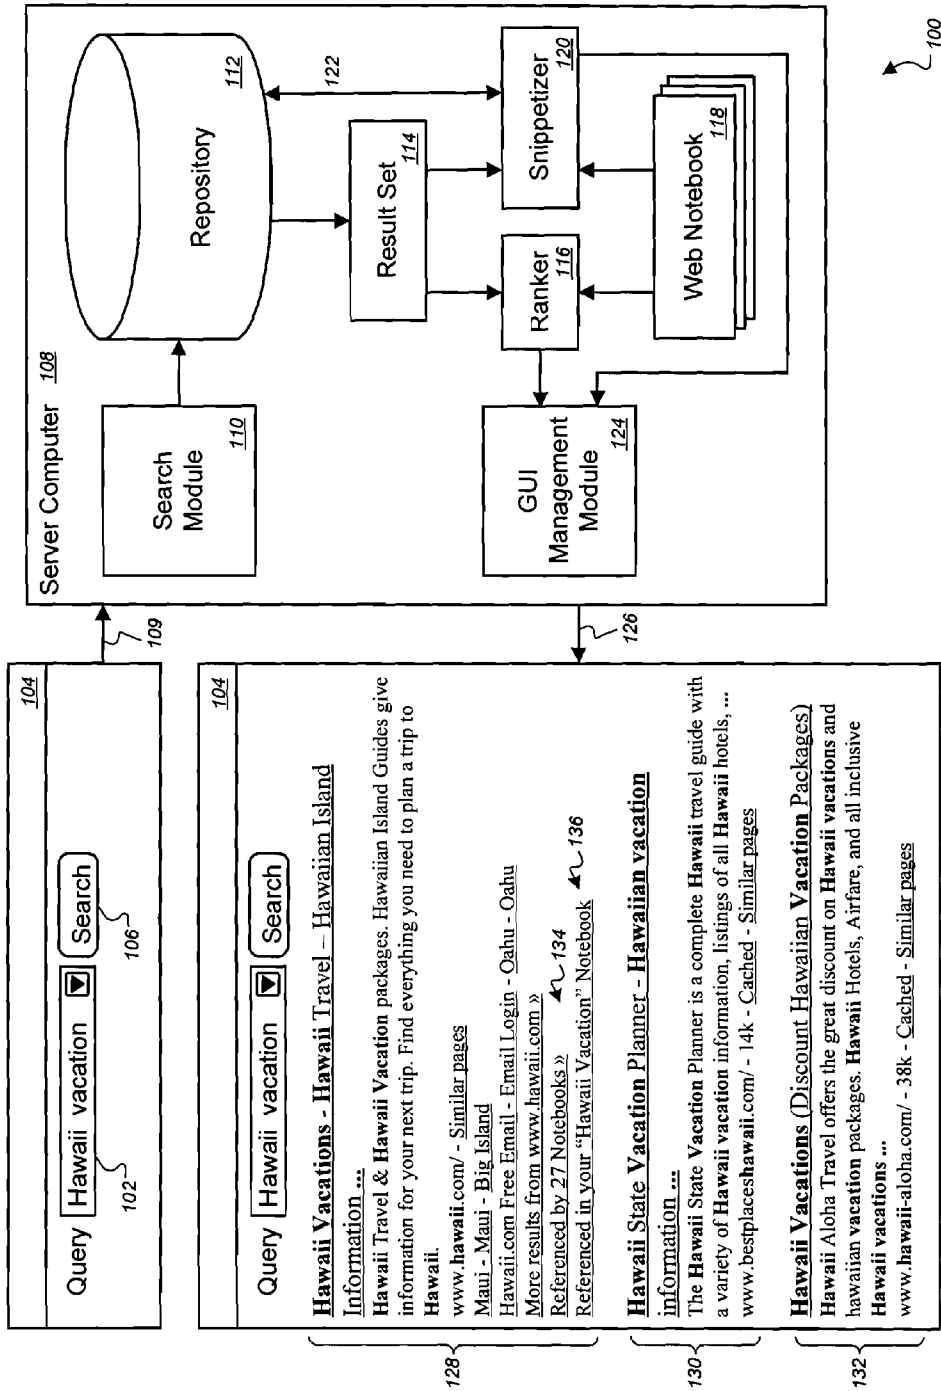 104
Query Hawaii vacation Search
102
106
109
104
Query Hawaii vacation Search
Hawaii Vacations - Hawaii Travel – Hawaiian Island
Information ...
Hawaii Travel & Hawaii Vacation packages. Hawaiian Island Guides give
information for your next trip. Find everything you need to plan a trip to
Hawaii.
www.hawaii.com/ - Similar pages
Maui - Maui - Big Island
Hawaii.com Free Email - Email Login - Oahu - Oahu
More results from www.hawaii.com »
Referenced by 27 Notebooks »
134
Referenced in your “Hawaii Vacation” Notebook
136
128
Hawaii State Vacation Planner - Hawaiian vacation
information ...
The Hawaii State Vacation Planner is a complete Hawaii travel guide with
a variety of Hawaii vacation information, listings of all Hawaii hotels, ...
www.bestplaceshawaii.com/ - 14k - Cached - Similar pages
130
Hawaii Vacations (Discount Hawaiian Vacation Packages)
Hawaii Aloha Travel offers the great discount on Hawaii vacations and
hawaiian vacation packages. Hawaii Hotels, Airfare, and all inclusive
Hawaii vacations ...
www.hawaii-aloha.com/ - 38k - Cached - Similar pages
132
126
Server Computer 108
Search
Module
110
Repository
112
122
Result Set
114
Ranker
116
Snippetizer
120
Web Notebook
118
GUI
Management
Module
124
100